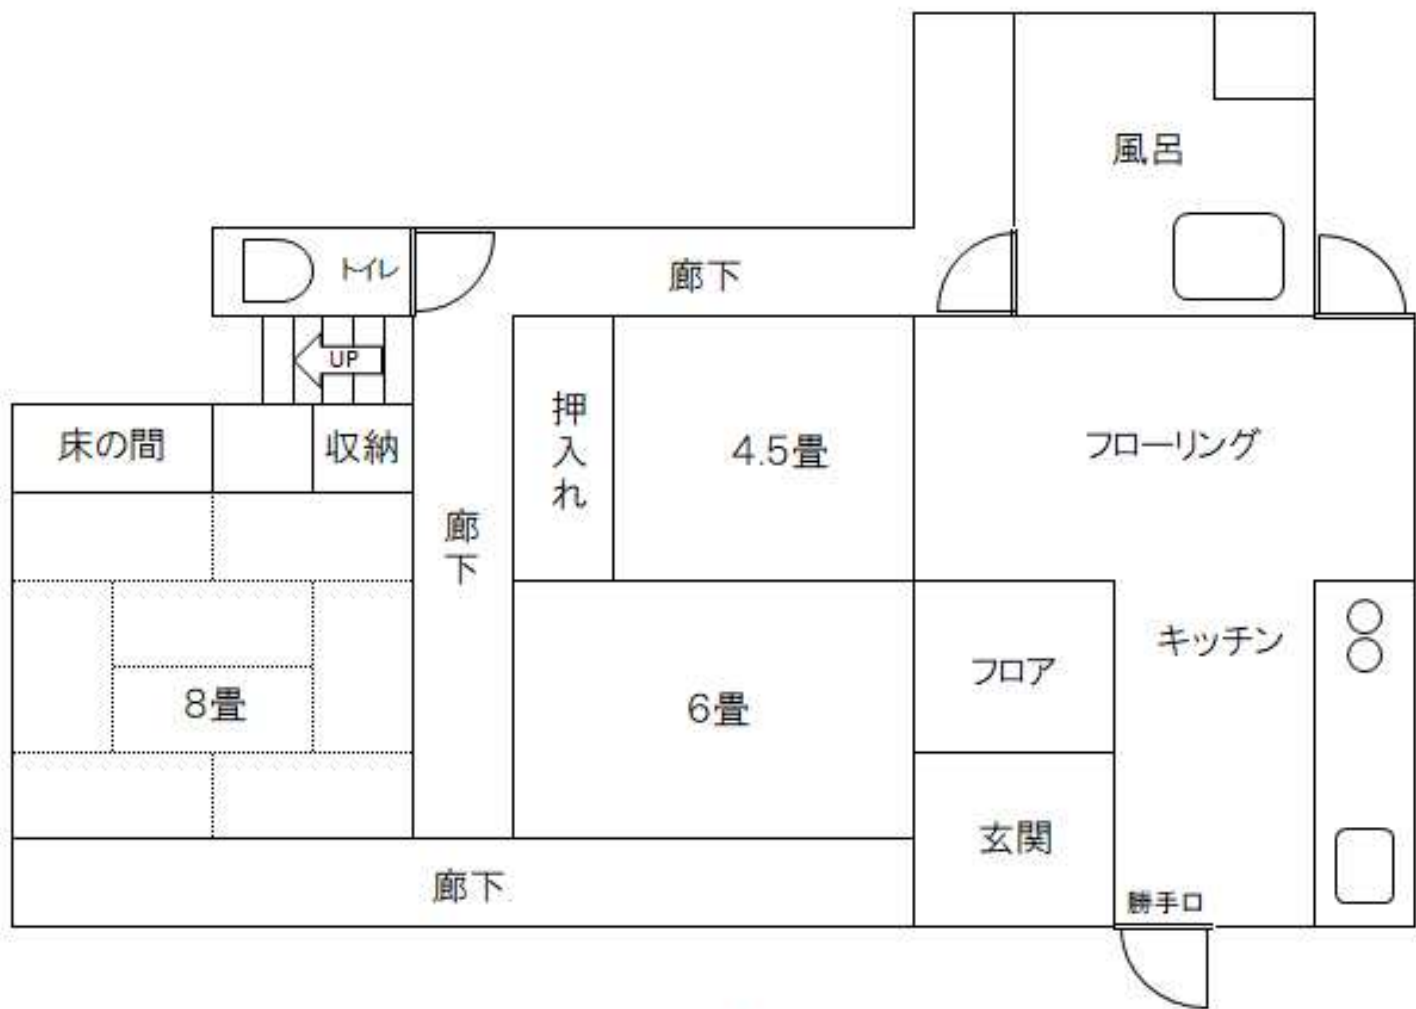 風呂
トイレ
廊下
UP
床の間
収納
押入れ
4.5畳
フローリング
廊下
8畳
6畳
フロア
キッチン
玄関
廊下
勝手口